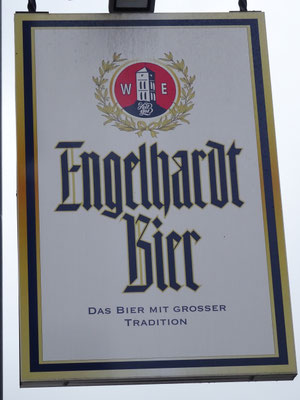 W E
Engelhardt
Bier
DAS BIER MIT GROSSER
TRADITION